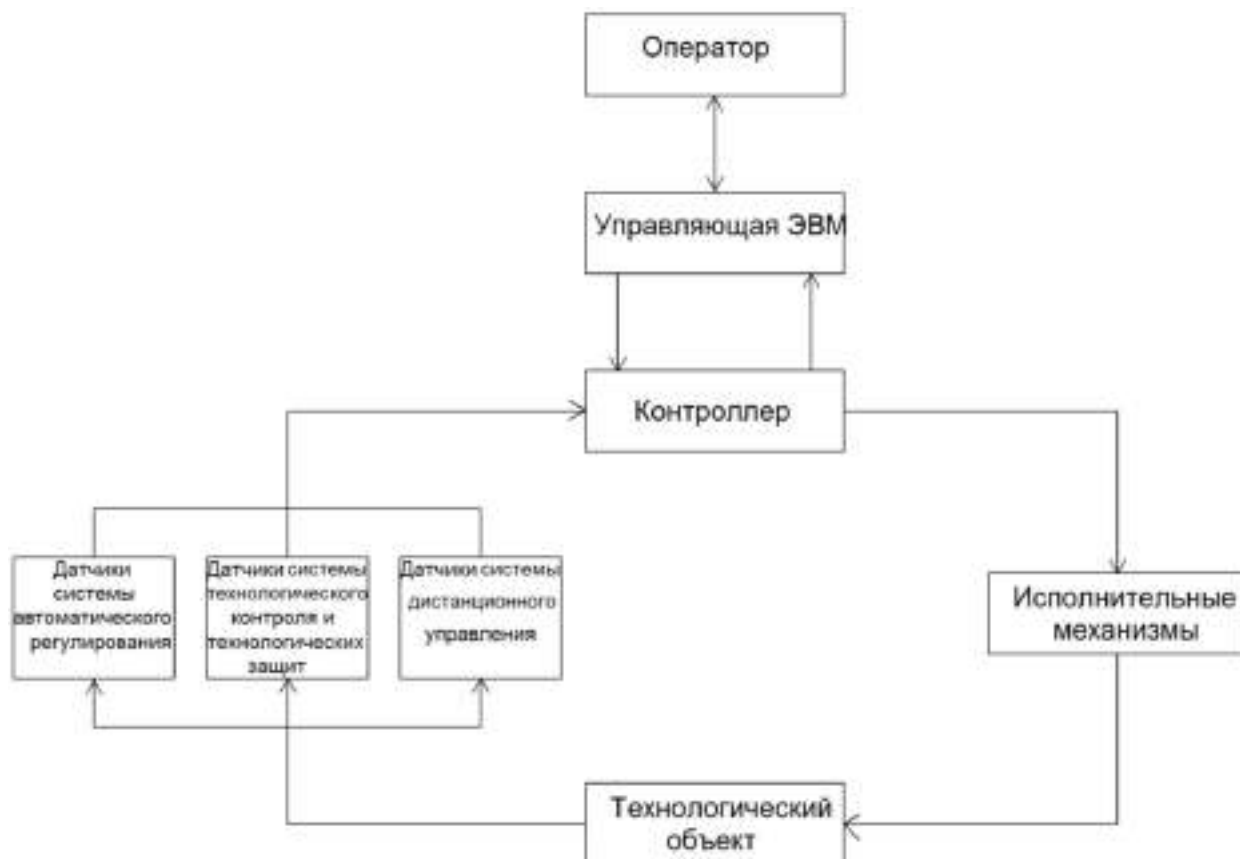 Оператор
Управляющая ЭВМ
Контроллер
Датчики
системы
автоматического
регулирования
Датчики системы
технологического
контроля и
технологических
защит
Датчики системы
дистанционного
управления
Исполнительные
механизмы
Технологический
объект